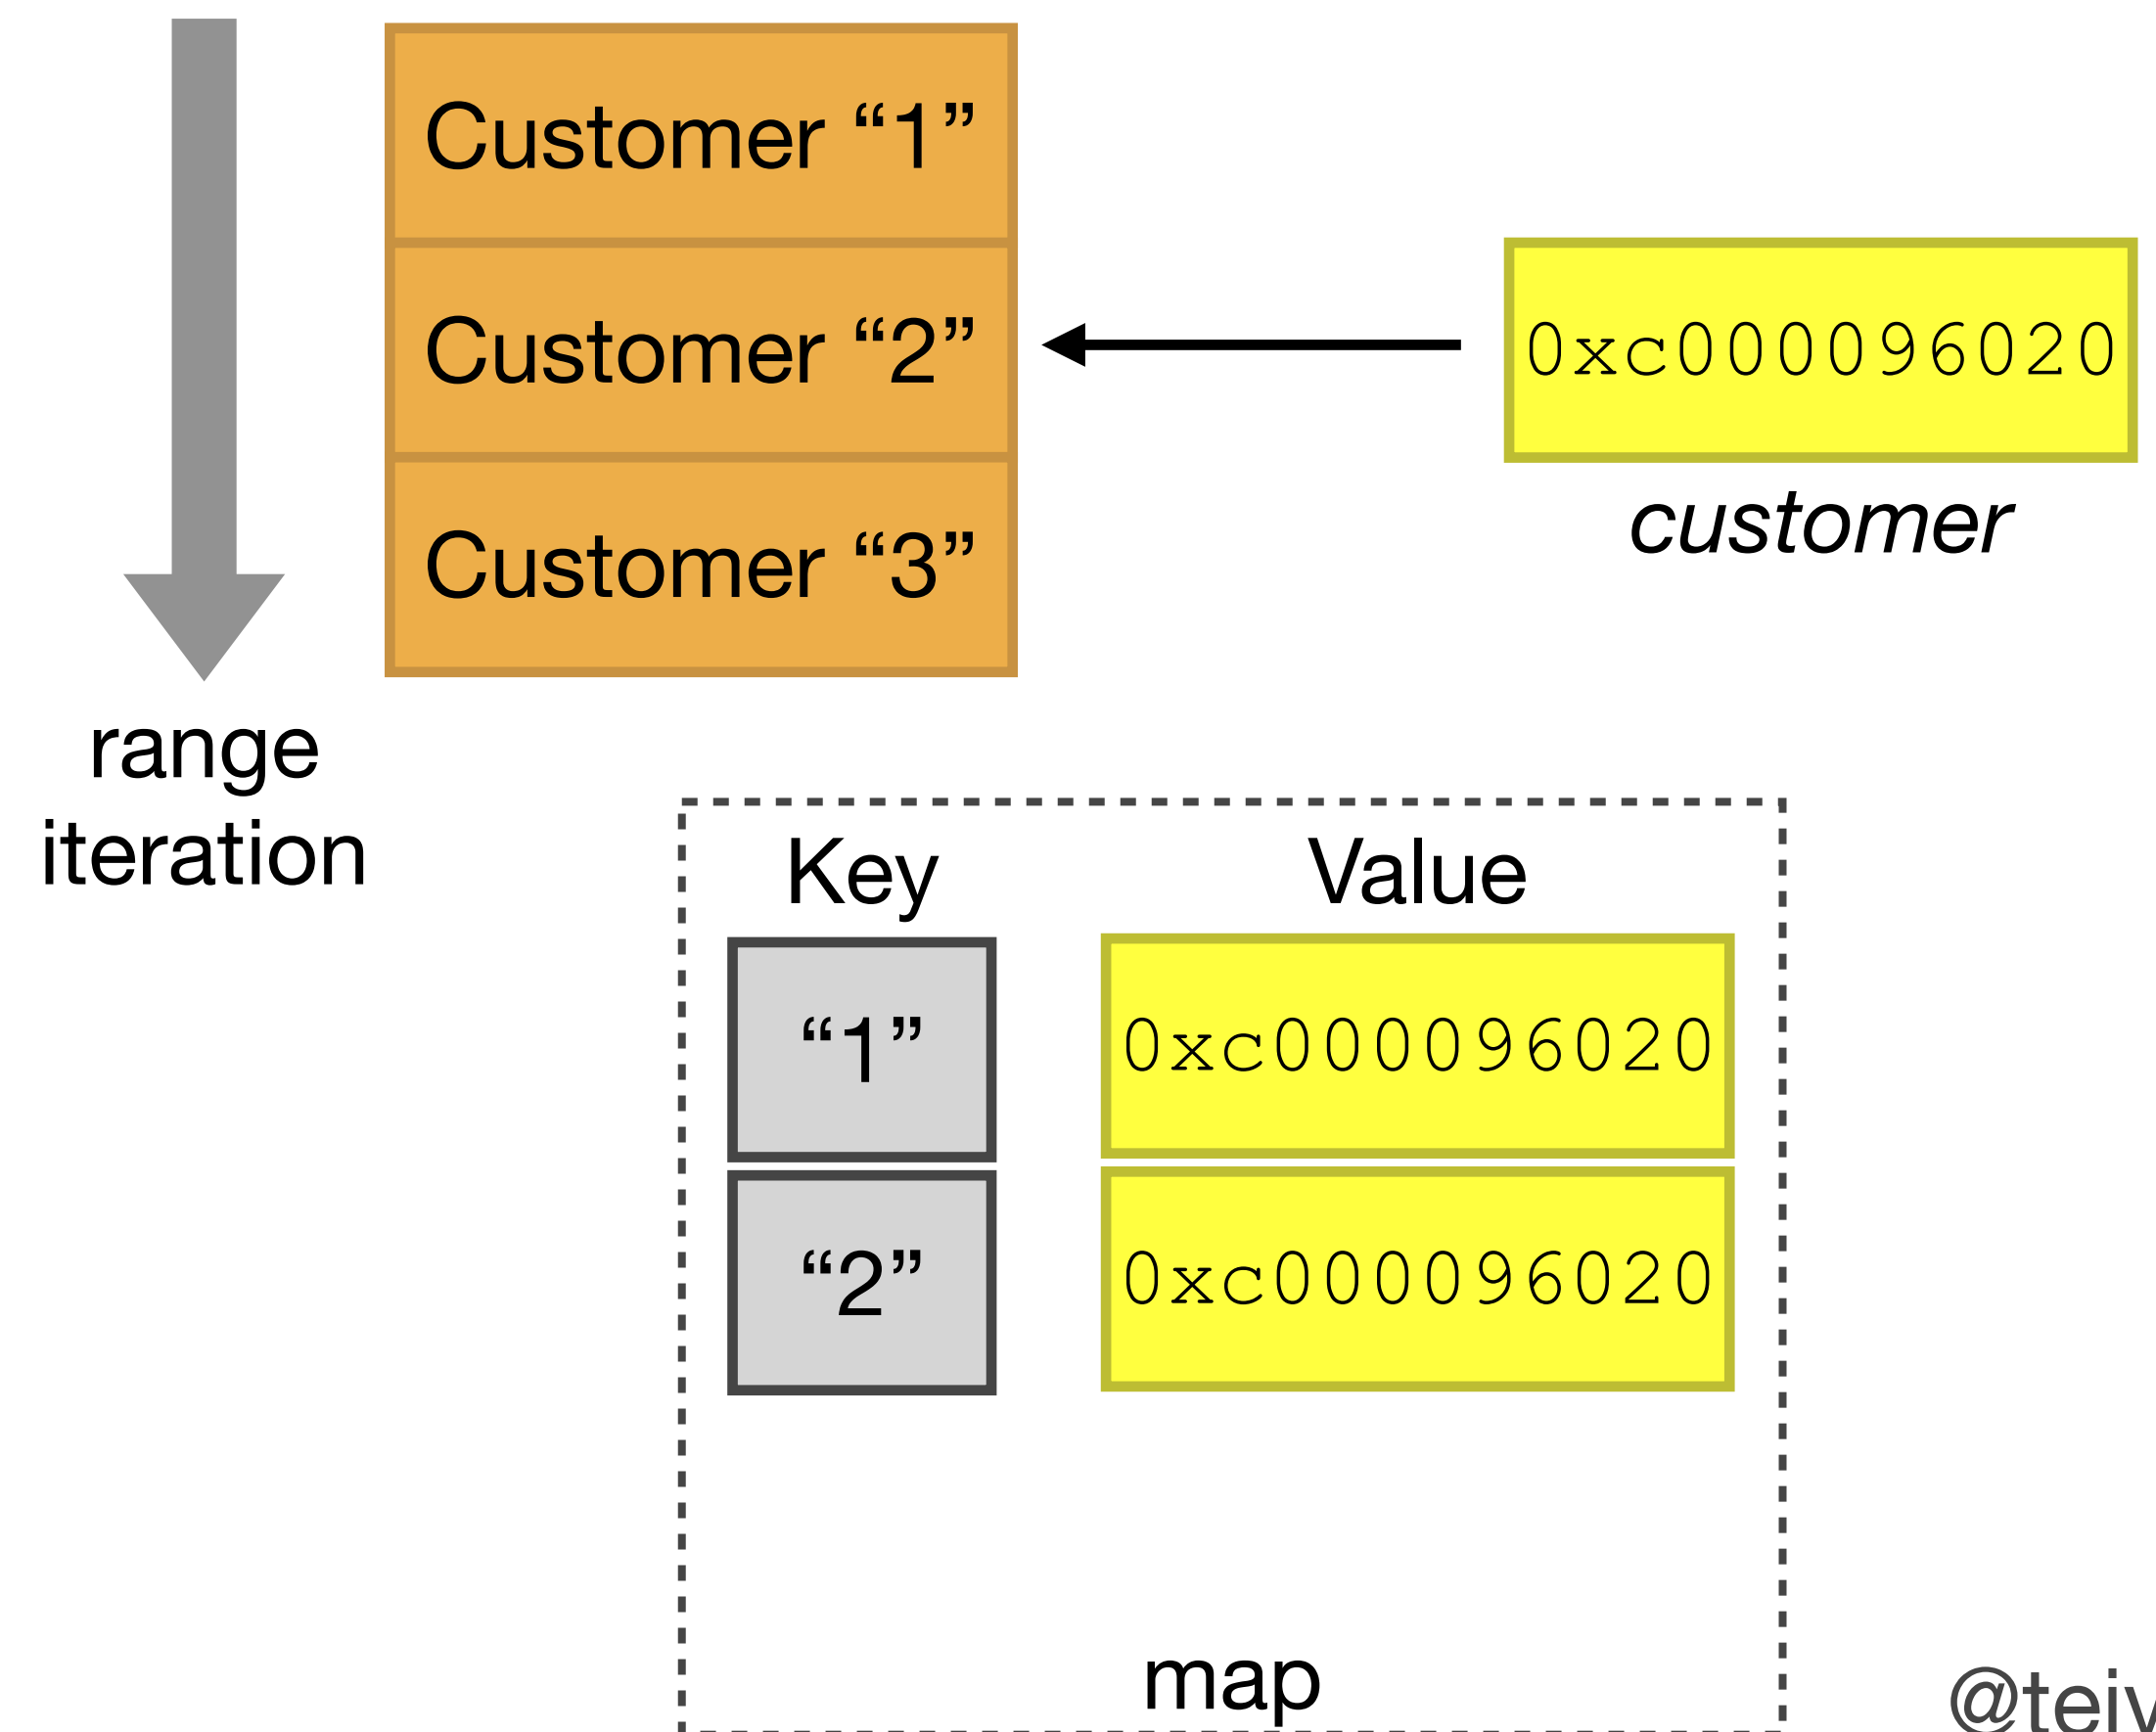 Customer “1”
Customer “2”
Customer “3”
0xc000096020
customer
range
iteration
Key Value
“1” 0xc000096020
“2” 0xc000096020
map